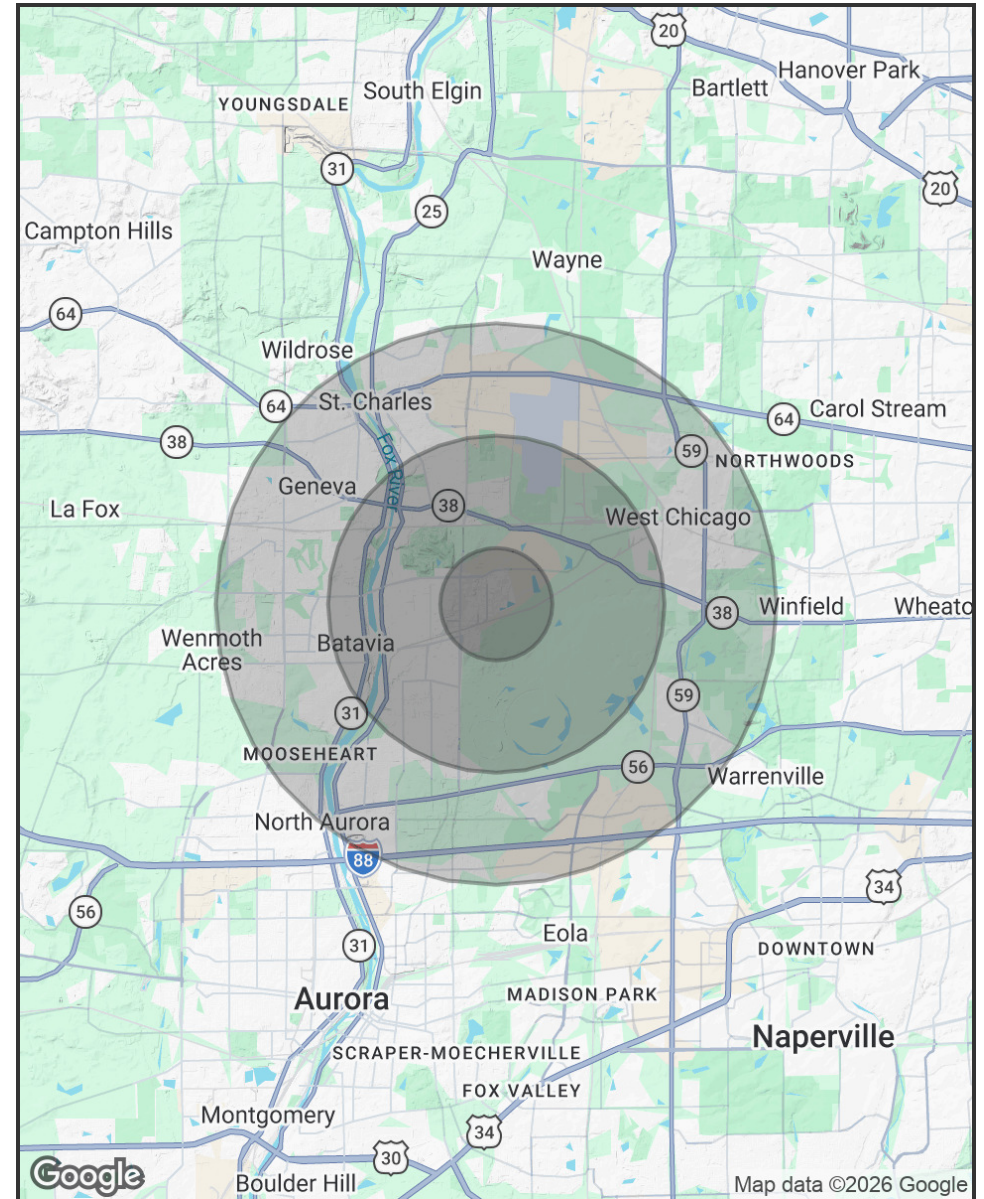 20
Hanover Park
Bartlett
South Elgin
YOUNGSDALE
31
20
25
Campton Hills
Wayne
64
Wildrose
64
St. Charles
64
Carol Stream
38
59
NORTHWOODS
Fox River
Geneva
38
La Fox
West Chicago
38
Winfield
Wheato
Wenmoth
Acres
Batavia
59
31
MOOSEHEART
56
Warrenville
North Aurora
88
34
56
31
Eola
DOWNTOWN
Aurora
MADISON PARK
Naperville
SCRAPER-MOECHERVILLE
FOX VALLEY
Montgomery
34
30
Google
Boulder Hill
Map data ©2026 Google